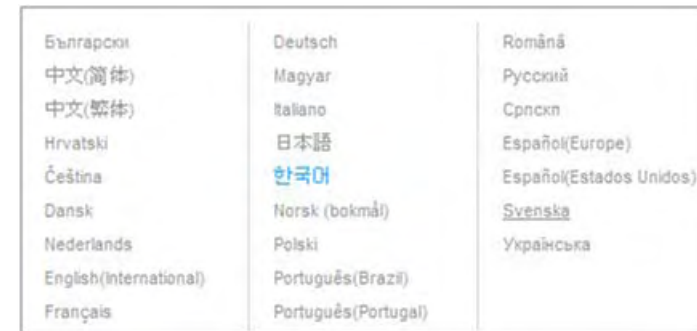 Български
中文(简体)
中文(繁体)
Hrvatski
Čeština
Dansk
Nederlands
English(International)
Français
Deutsch
Magyar
Italiano
日本語
한국어
Norsk (bokmål)
Polski
Português(Brazil)
Português(Portugal)
Română
Русский
Српскп
Español(Europe)
Español(Estados Unidos)
Svenska
Українська